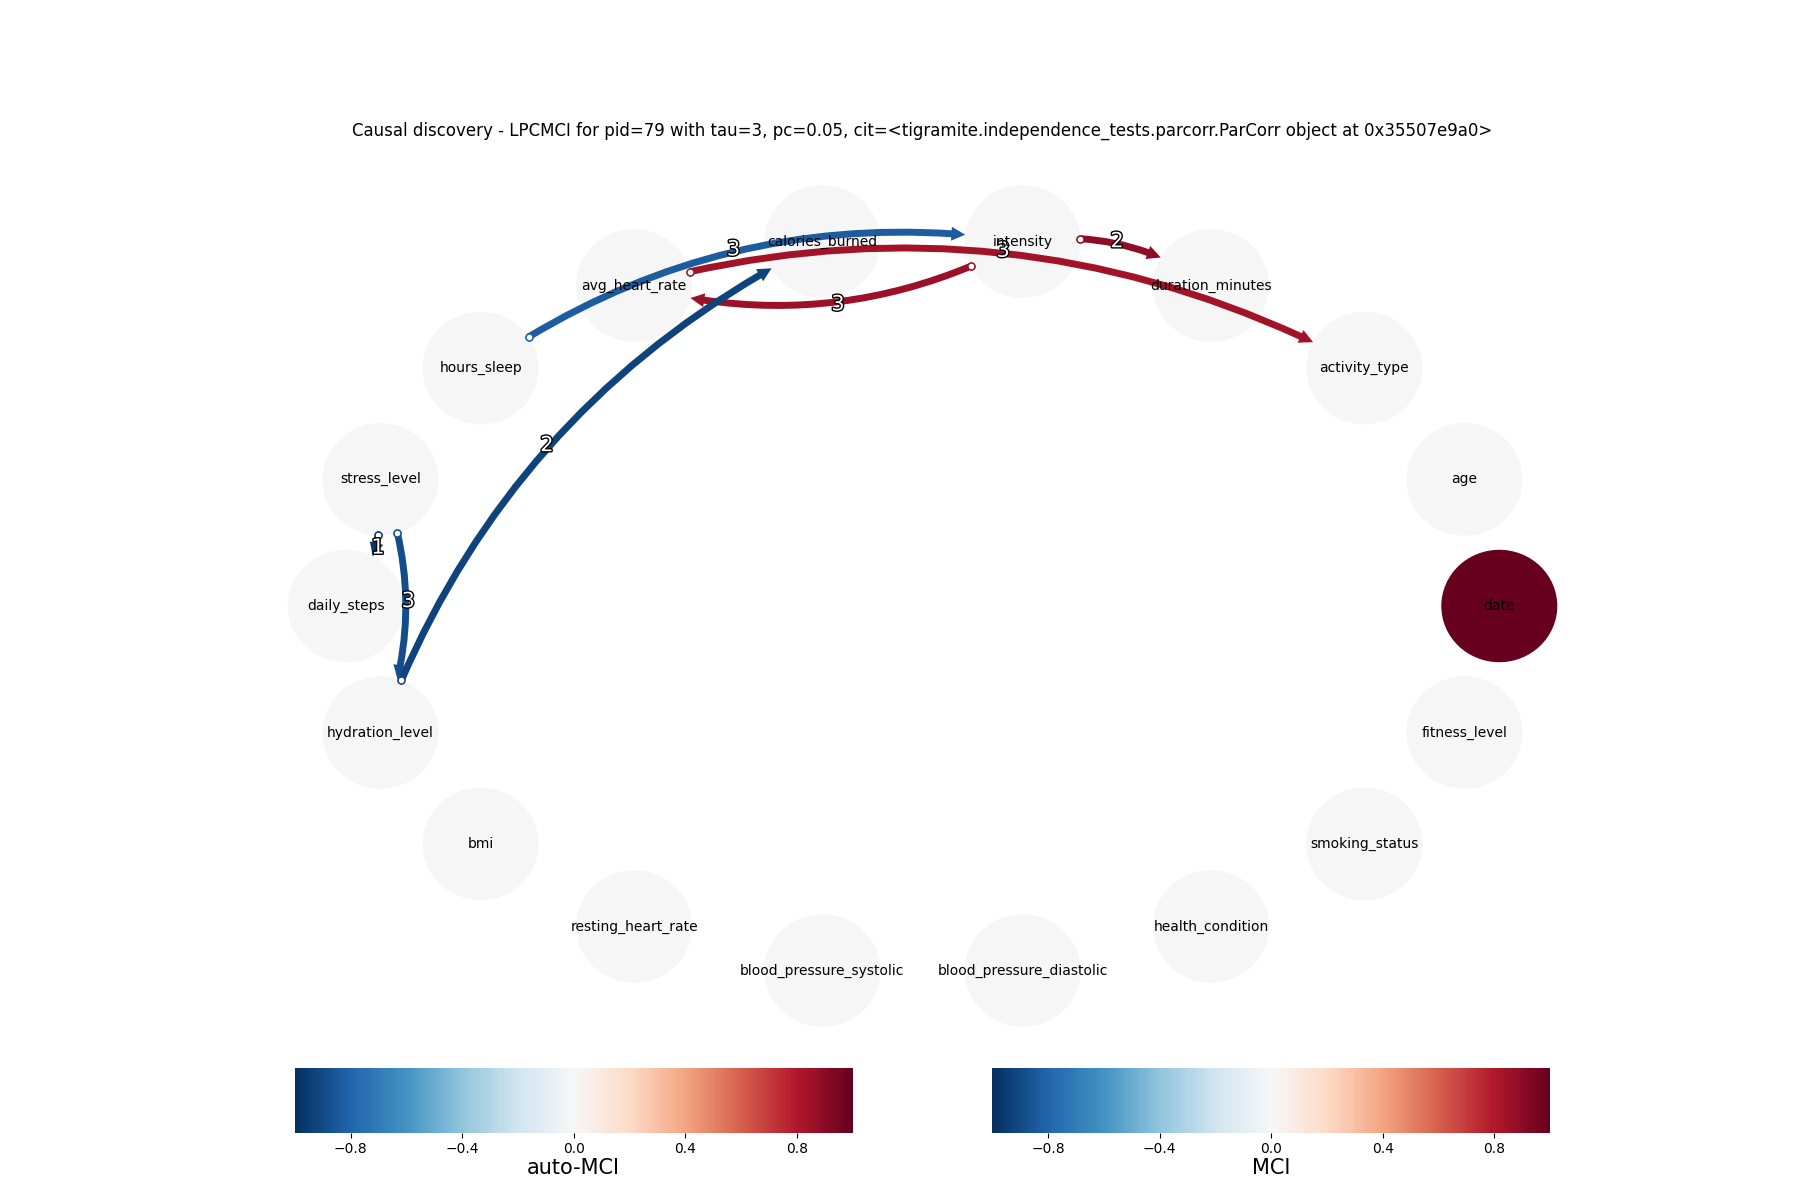 Causal discovery - LPCMCI for pid=79 with tau=3, pc=0.05, cit=<tigramite.independence_tests.parcorr.ParCorr object at 0x35507e9a0>
calories_burned
intensity
3
2
3
avg_heart_rate
duration_minutes
3
hours_sleep
activity_type
2
stress_level
age
1
daily_steps
3
date
hydration_level
fitness_level
bmi
smoking_status
resting_heart_rate
health_condition
blood_pressure_systolic
blood_pressure_diastolic
−0.8 −0.4 0.0 0.4 0.8
auto-MCI
−0.8 −0.4 0.0 0.4 0.8
MCI